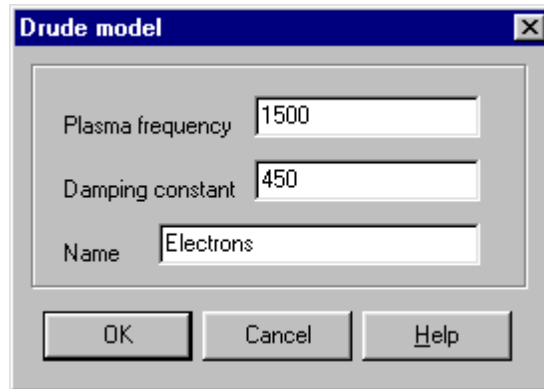 Drude model
Plasma frequency 1500
Damping constant 450
Name Electrons
OK Cancel Help